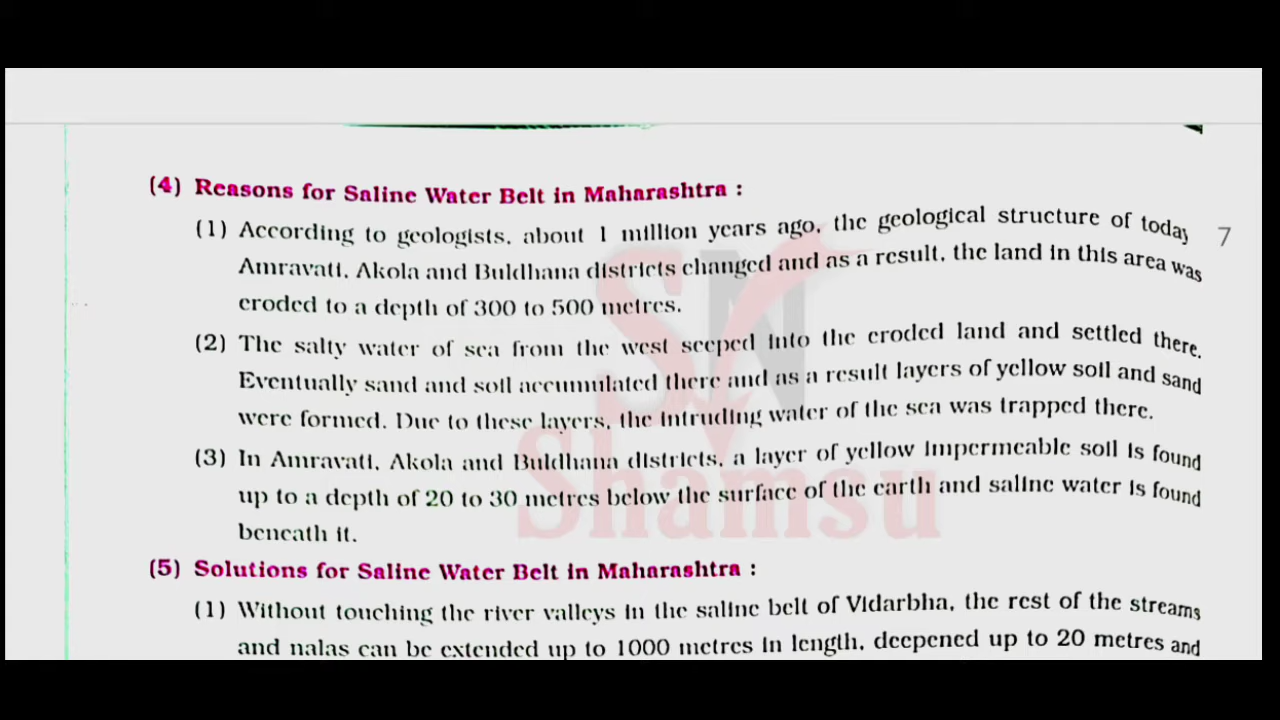 (4) Reasons for Saline Water Belt in Maharashtra :
(1) According to geologists, about 1 million years ago, the geological structure of today
7
Amravati, Akola and Buldhana districts changed and as a result, the land in this area was
eroded to a depth of 300 to 500 metres.
(2) The salty water of sea from the west seeped into the eroded land and settled there.
Eventually sand and soil accumulated there and as a result layers of yellow soil and sand
were formed. Due to these layers, the intruding water of the sea was trapped there.
(3) In Amravati, Akola and Buldhana districts, a layer of yellow impermeable soil is found
up to a depth of 20 to 30 metres below the surface of the earth and saline water is found
beneath it.
SN
Shamsu
(5) Solutions for Saline Water Belt in Maharashtra :
(1) Without touching the river valleys in the saline belt of Vidarbha, the rest of the streams
and nalas can be extended up to 1000 metres in length, deepened up to 20 metres and